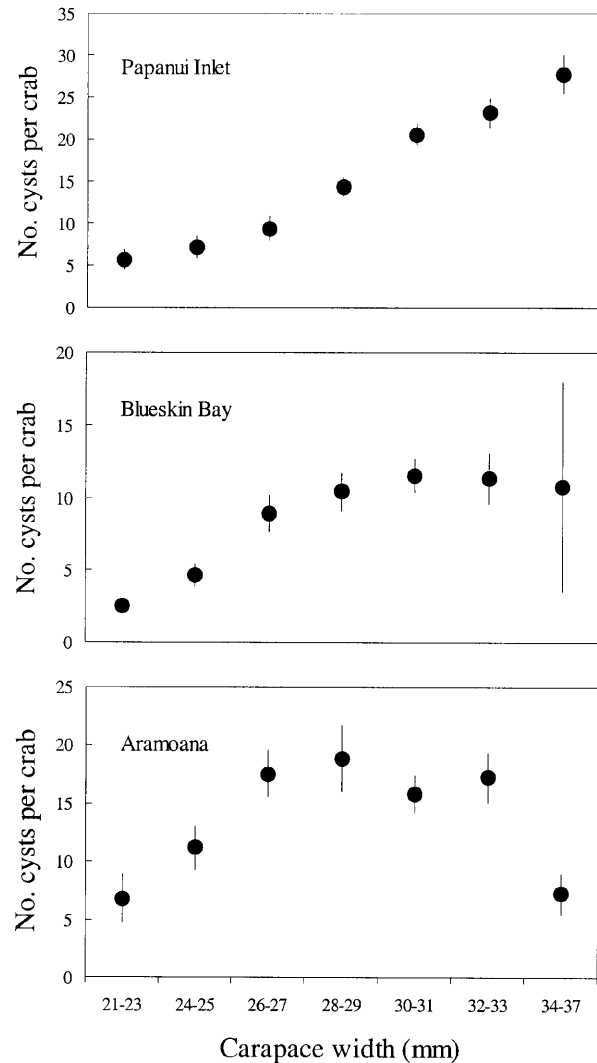 35
30
25
20
15
10
5
0
No. cysts per crab
Papanui Inlet
20
15
10
5
0
No. cysts per crab
Blueskin Bay
25
20
15
10
5
0
No. cysts per crab
Aramoana
21-23 24-25 26-27 28-29 30-31 32-33 34-37
Carapace width (mm)